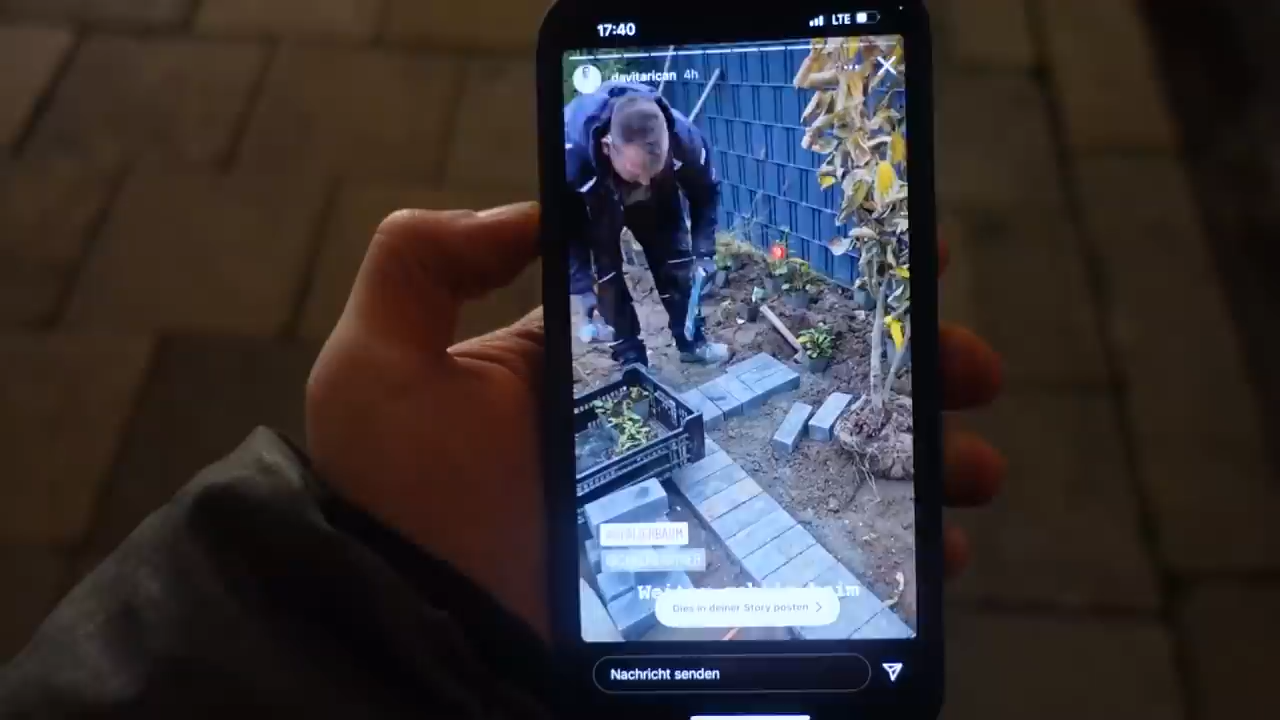 17:40 LTE
davitarican 4h
Dies in deiner Story posten
Nachricht senden